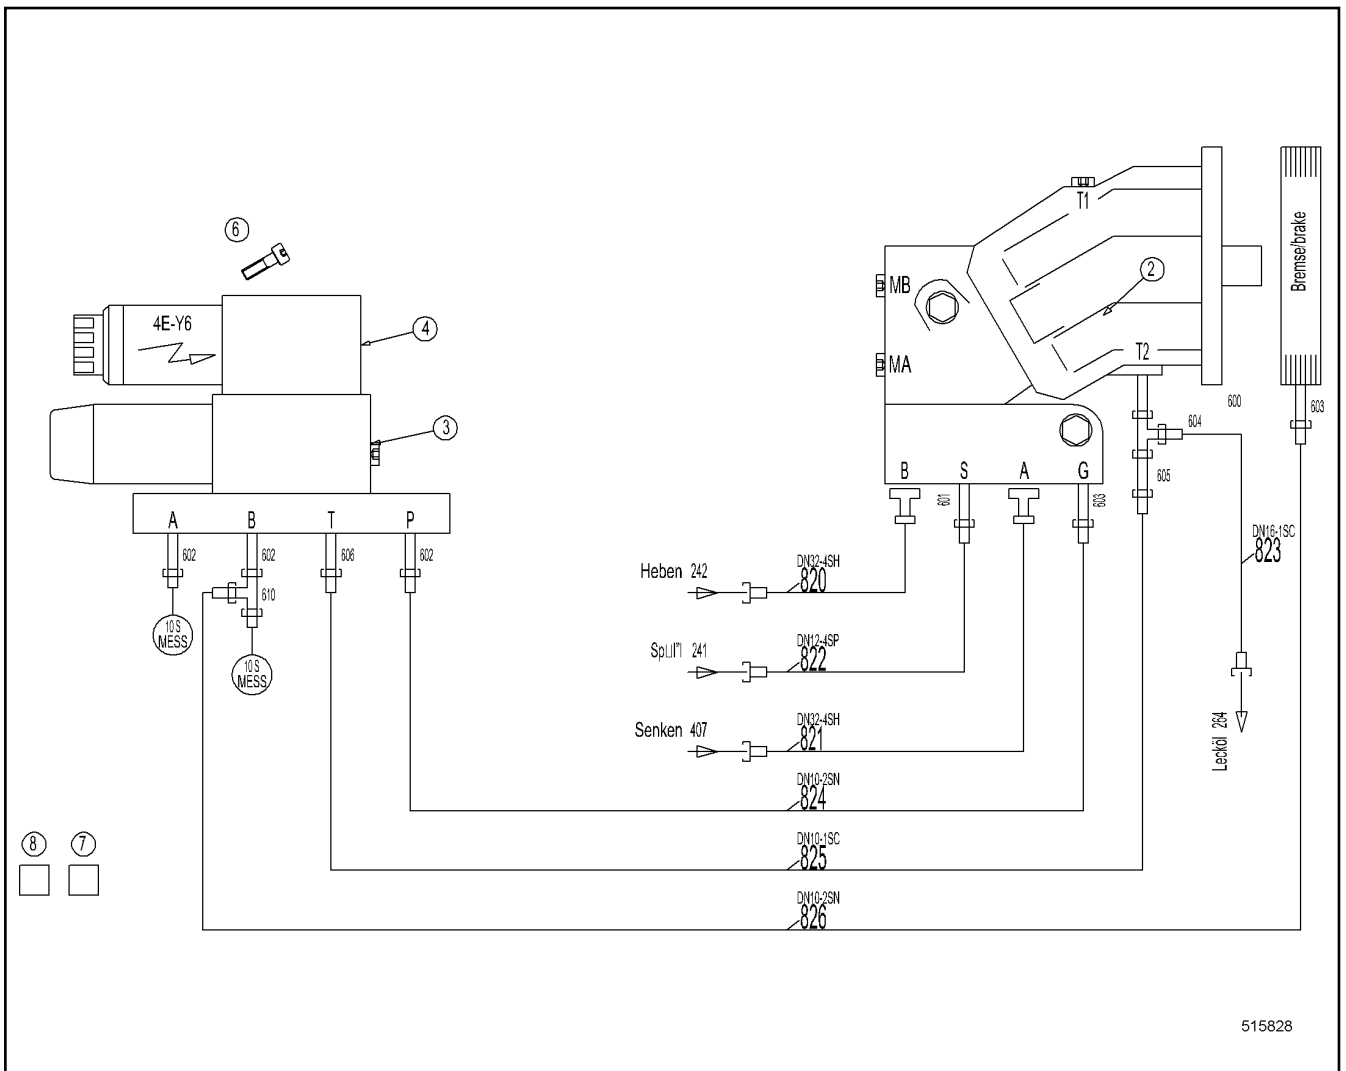 T1
Bremse/brake
6
MB
2
4E-Y6
4
MA
T2
600
603
604
3
605
B
S
A
G
601
603
A
B
T
P
602
602
606
602
DN16-1SC
823
610
Heben 242
DN32-4SH
820
10 S
MESS
10 S
MESS
241
DN12-4SP
822
Senken 407
DN32-4SH
821
Lecköl 264
DN10-2SN
824
8
7
DN10-1SC
825
DN10-2SN
826
515828